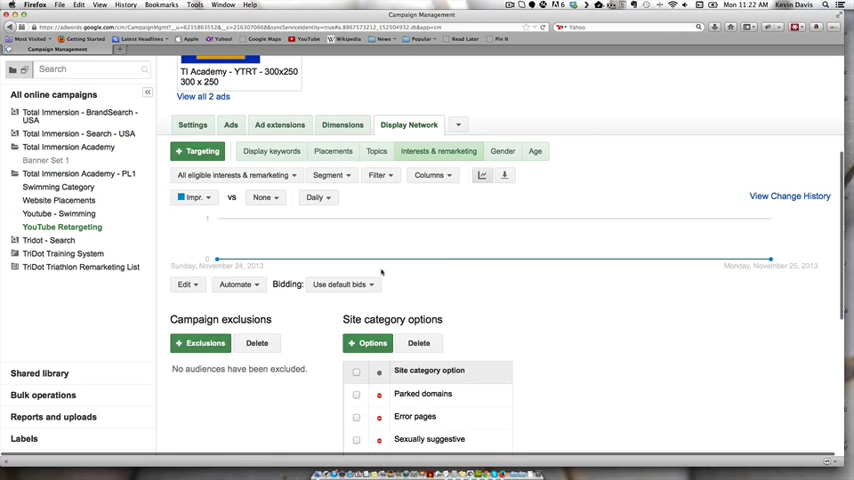 Firefox File Edit View History Bookmarks Tools Window Help
Mon 11:22 AM Kevin Davis
Campaign Management
Yahoo
Most Visited Getting Started Latest Headlines Apple Yahoo! Google Maps YouTube Wikipedia News Popular Read Later Pin It
Campaign Management
Search
All online campaigns
Total Immersion - BrandSearch -
USA
Total Immersion - Search - USA
Total Immersion Academy
Banner Set 1
Total Immersion Academy - PL1
Swimming Category
Website Placements
Youtube - Swimming
YouTube Retargeting
Tridot - Search
TriDot Training System
TriDot Triathlon Remarketing List
Shared library
Bulk operations
Reports and uploads
Labels
TI Academy - YTRT - 300x250
300 x 250
View all 2 ads
Settings Ads Ad extensions Dimensions Display Network
+ Targeting Display keywords Placements Topics Interests & remarketing Gender Age
All eligible interests & remarketing Segment Filter Columns
Impr. vs None Daily
View Change History
1
0
Sunday, November 24, 2013 Monday, November 25, 2013
Edit Automate Bidding: Use default bids
Campaign exclusions
+ Exclusions Delete
No audiences have been excluded.
Site category options
+ Options Delete
Site category option
Parked domains
Error pages
Sexually suggestive